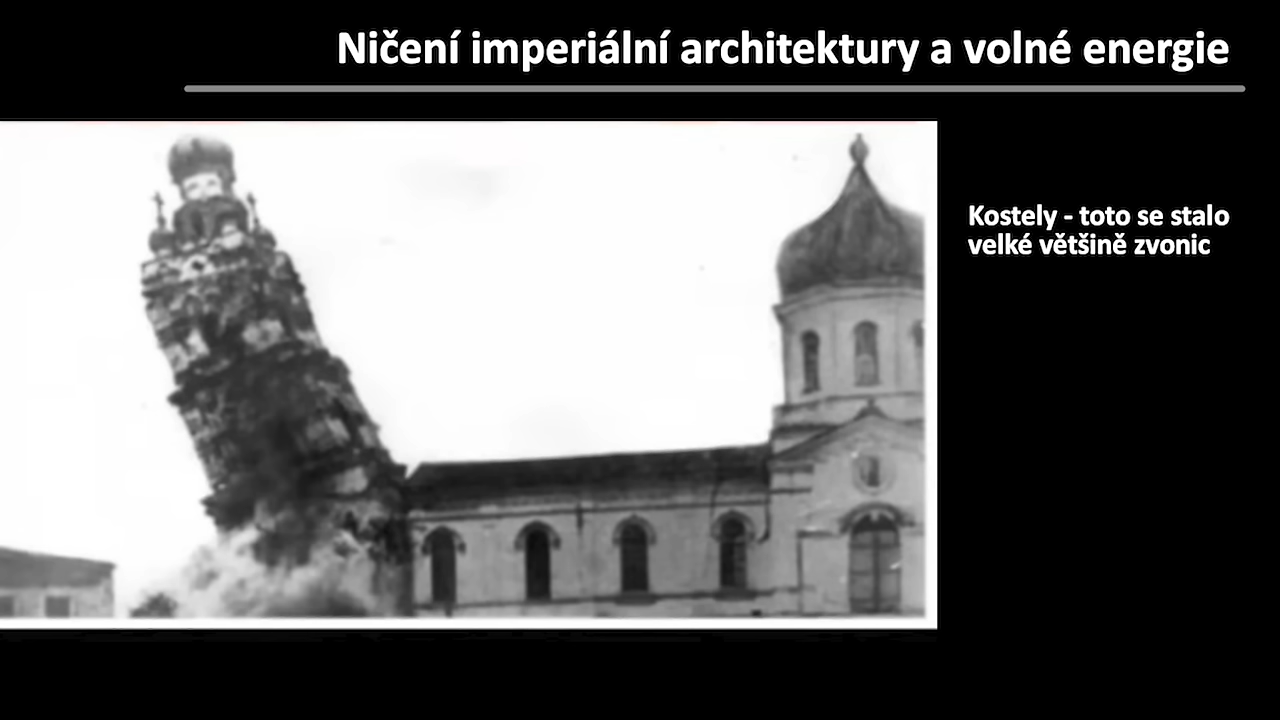 Ničení imperiální architektury a volné energie
Kostely - toto se stalo
velké většině zvonic